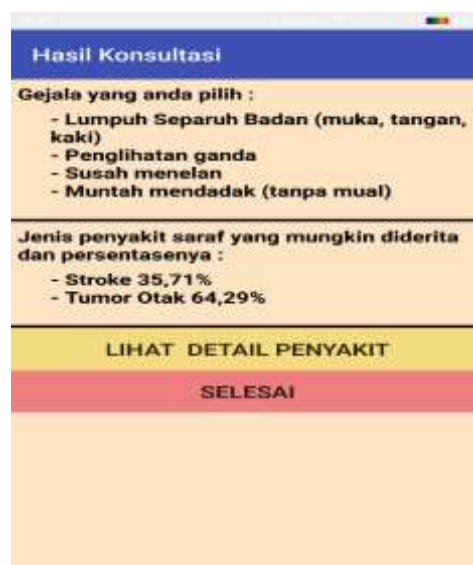 Hasil Konsultasi
Gejala yang anda pilih :
- Lumpuh Separuh Badan (muka, tangan,
kaki)
- Penglihatan ganda
- Susah menelan
- Muntah mendadak (tanpa mual)
Jenis penyakit saraf yang mungkin diderita
dan persentasenya :
- Stroke 35,71%
- Tumor Otak 64,29%
LIHAT DETAIL PENYAKIT
SELESAI